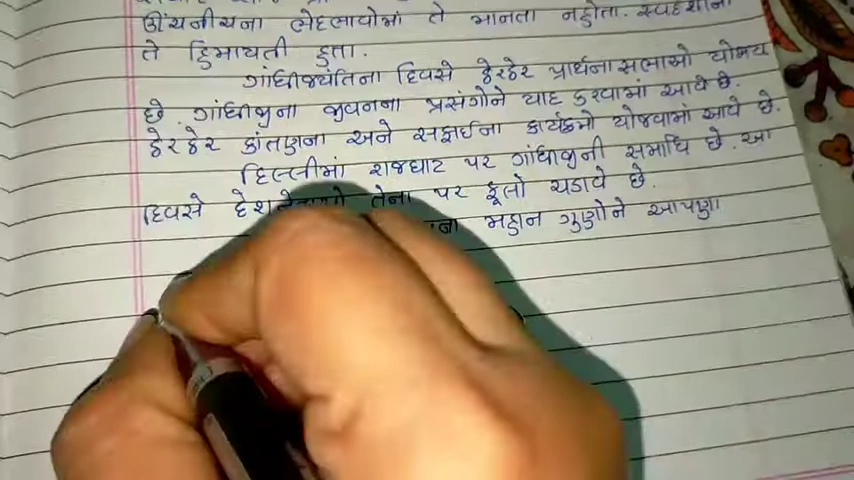 ઊંચનીચના ભેદભાવોમાં તે માનતા નહોતા. સ્વદેશીના
તે હિમાયતી હતા.
ગાંધીજયંતિના દિવસે ઠેરઠેર પ્રાર્થના સભાઓ યોજાય
છે. ગાંધીજીના જીવનના પ્રસંગોને યાદ કરવામાં આવે છે.
ઠેરઠેર કાંતણના અને સફાઈના કાર્યક્રમો યોજવામાં આવે છે.
દિલ્લીમાં રાજઘાટ પર ગાંધીજીની સમાધિ છે. આ
દિવસે તેના પર ફૂલો ચડાવે છે.
મહાન ગુણોને આપણા